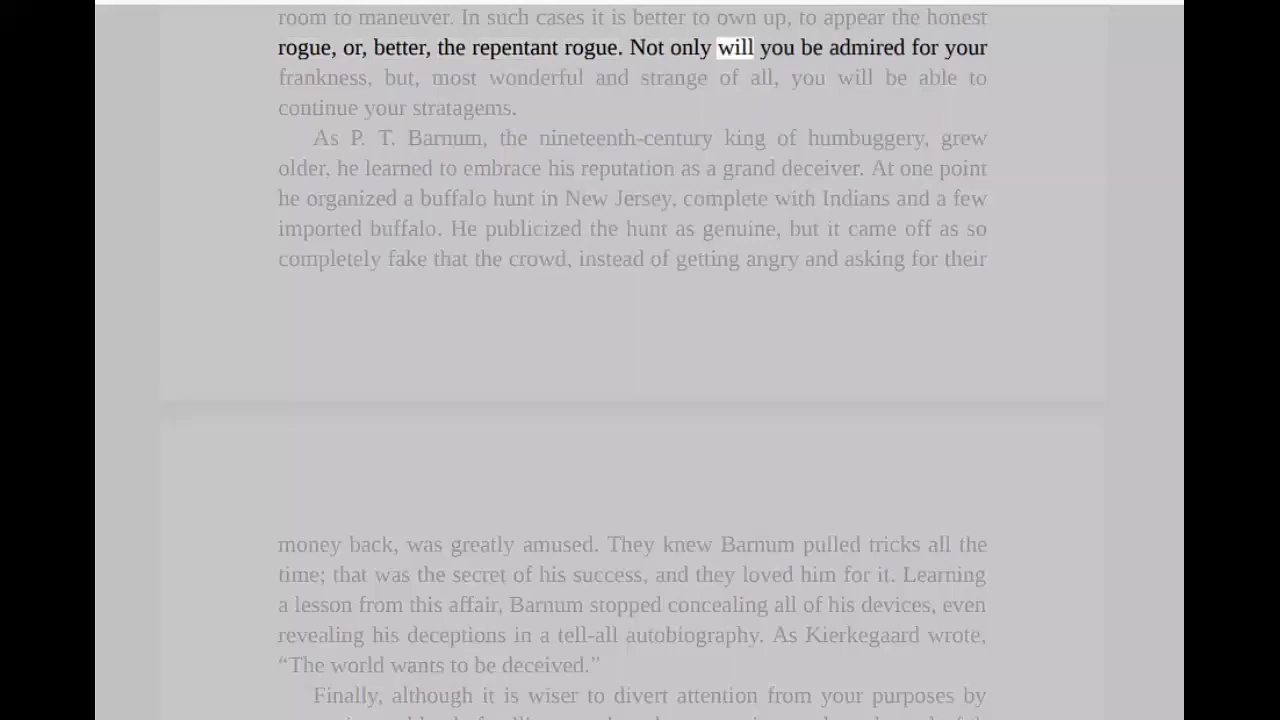 room to maneuver. In such cases it is better to own up, to appear the honest
rogue, or, better, the repentant rogue. Not only will you be admired for your
frankness, but, most wonderful and strange of all, you will be able to
continue your stratagems.
As P. T. Barnum, the nineteenth-century king of humbuggery, grew
older, he learned to embrace his reputation as a grand deceiver. At one point
he organized a buffalo hunt in New Jersey, complete with Indians and a few
imported buffalo. He publicized the hunt as genuine, but it came off as so
completely fake that the crowd, instead of getting angry and asking for their
money back, was greatly amused. They knew Barnum pulled tricks all the
time; that was the secret of his success, and they loved him for it. Learning
a lesson from this affair, Barnum stopped concealing all of his devices, even
revealing his deceptions in a tell-all autobiography. As Kierkegaard wrote,
“The world wants to be deceived.”
Finally, although it is wiser to divert attention from your purposes by